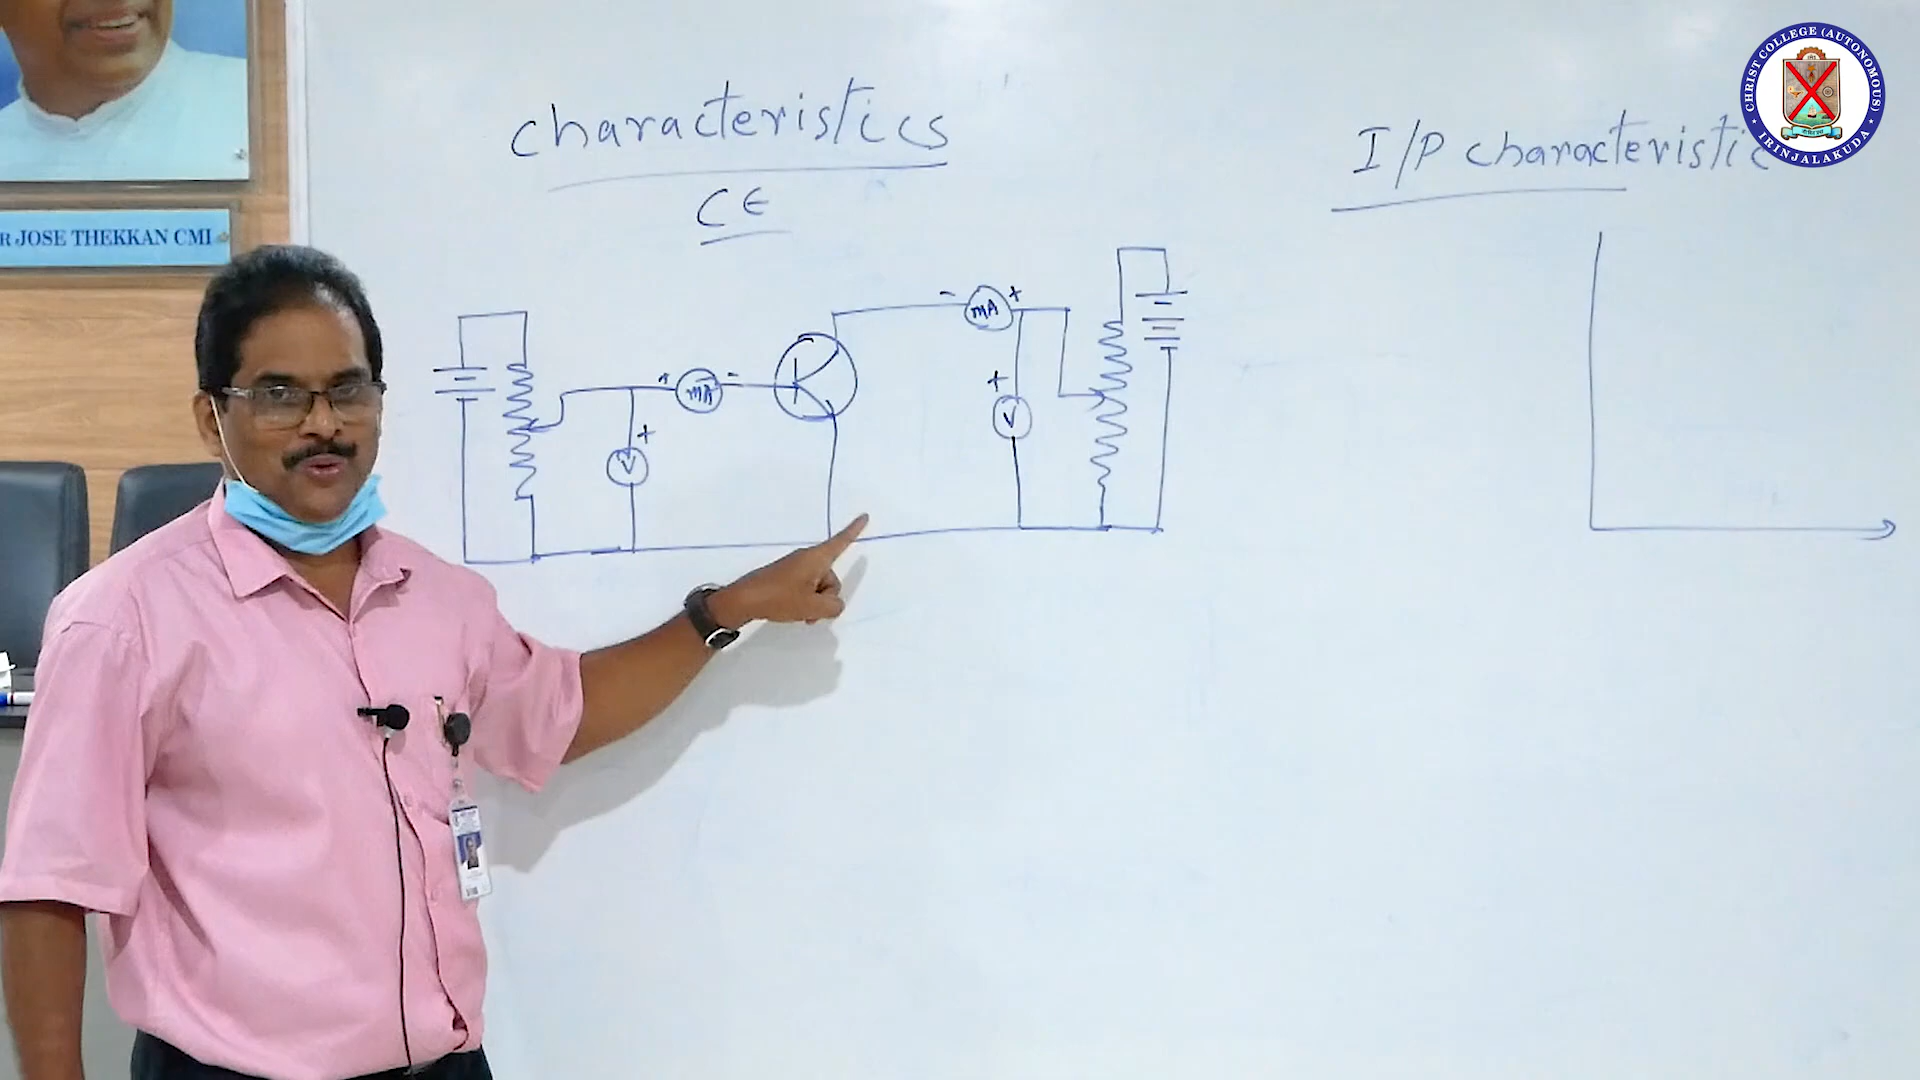 characteristics
CE
I/P characteristic
R JOSE THEKKAN CMI
CHRIST COLLEGE (AUTONOMOUS)
IRINJALAKUDA
- mA +
+ mA -
+
V
+
V